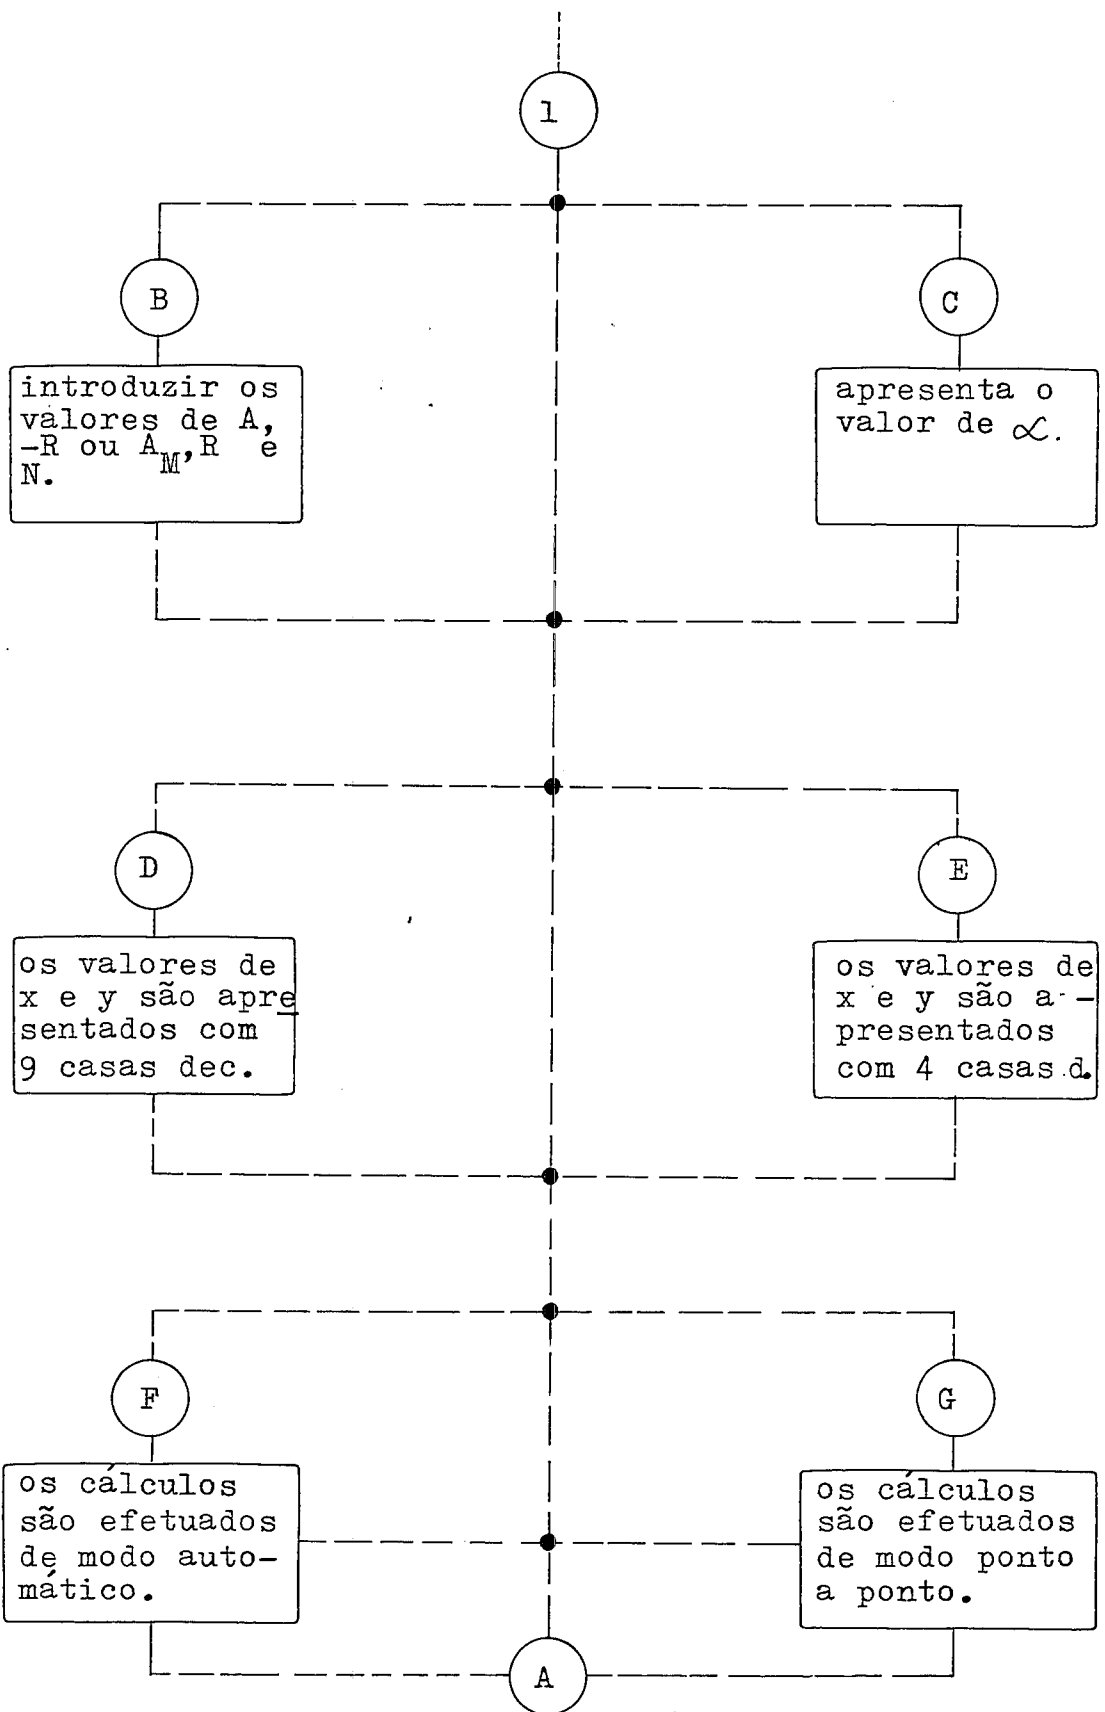 1
B
C
introduzir os
valores de A,
-R ou A_M, R e
N.
apresenta o
valor de ∝.
D
E
os valores de
x e y são apre
sentados com
9 casas dec.
os valores de
x e y são a-
presentados
com 4 casas d.
F
G
os cálculos
são efetuados
de modo auto-
mático.
os cálculos
são efetuados
de modo ponto
a ponto.
A